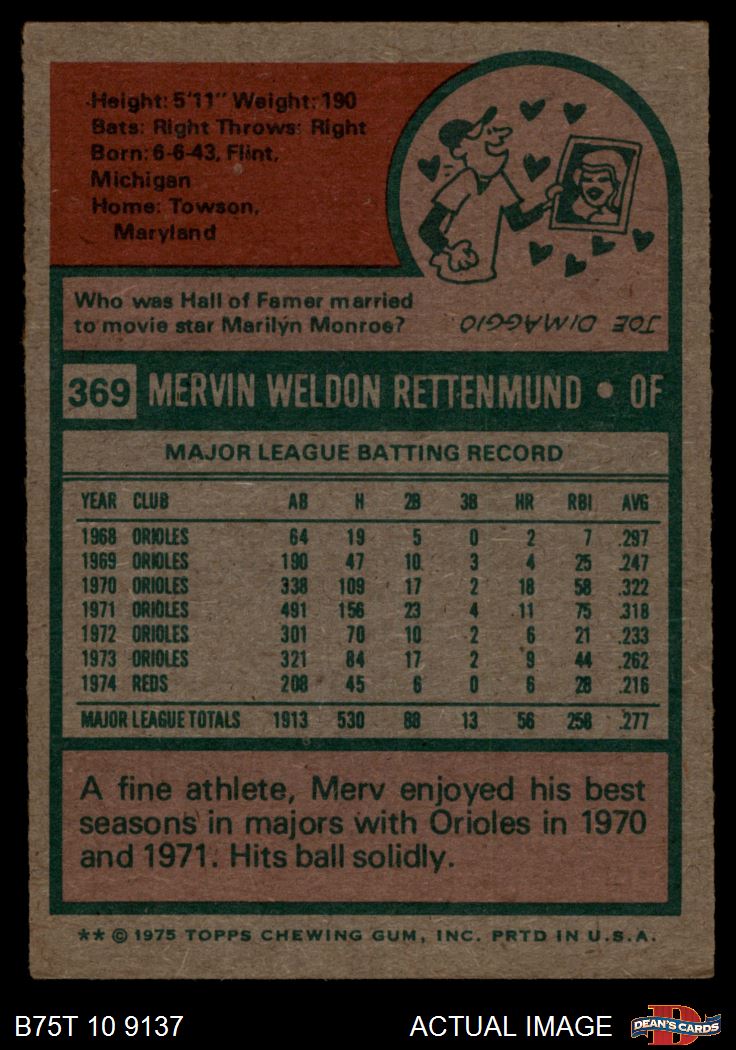 Height: 5'11" Weight: 190
Bats: Right Throws: Right
Born: 6-6-43, Flint,
Michigan
Home: Towson,
Maryland
Who was Hall of Famer married
to movie star Marilyn Monroe?
JOE DIMAGGIO
369 MERVIN WELDON RETTENMUND • OF
MAJOR LEAGUE BATTING RECORD
YEAR CLUB AB H 2B 3B HR RBI AVG
1968 ORIOLES 64 19 5 0 2 7 .297
1969 ORIOLES 190 47 10 3 4 25 .247
1970 ORIOLES 338 109 17 2 18 58 .322
1971 ORIOLES 491 156 23 4 11 75 .318
1972 ORIOLES 301 70 10 2 6 21 .233
1973 ORIOLES 321 84 17 2 9 44 .262
1974 REDS 208 45 6 0 6 28 .216
MAJOR LEAGUE TOTALS 1913 530 88 13 56 258 .277
A fine athlete, Merv enjoyed his best
seasons in majors with Orioles in 1970
and 1971. Hits ball solidly.
** © 1975 TOPPS CHEWING GUM, INC. PRTD IN U.S.A.
B75T 10 9137 ACTUAL IMAGE DEAN'S CARDS